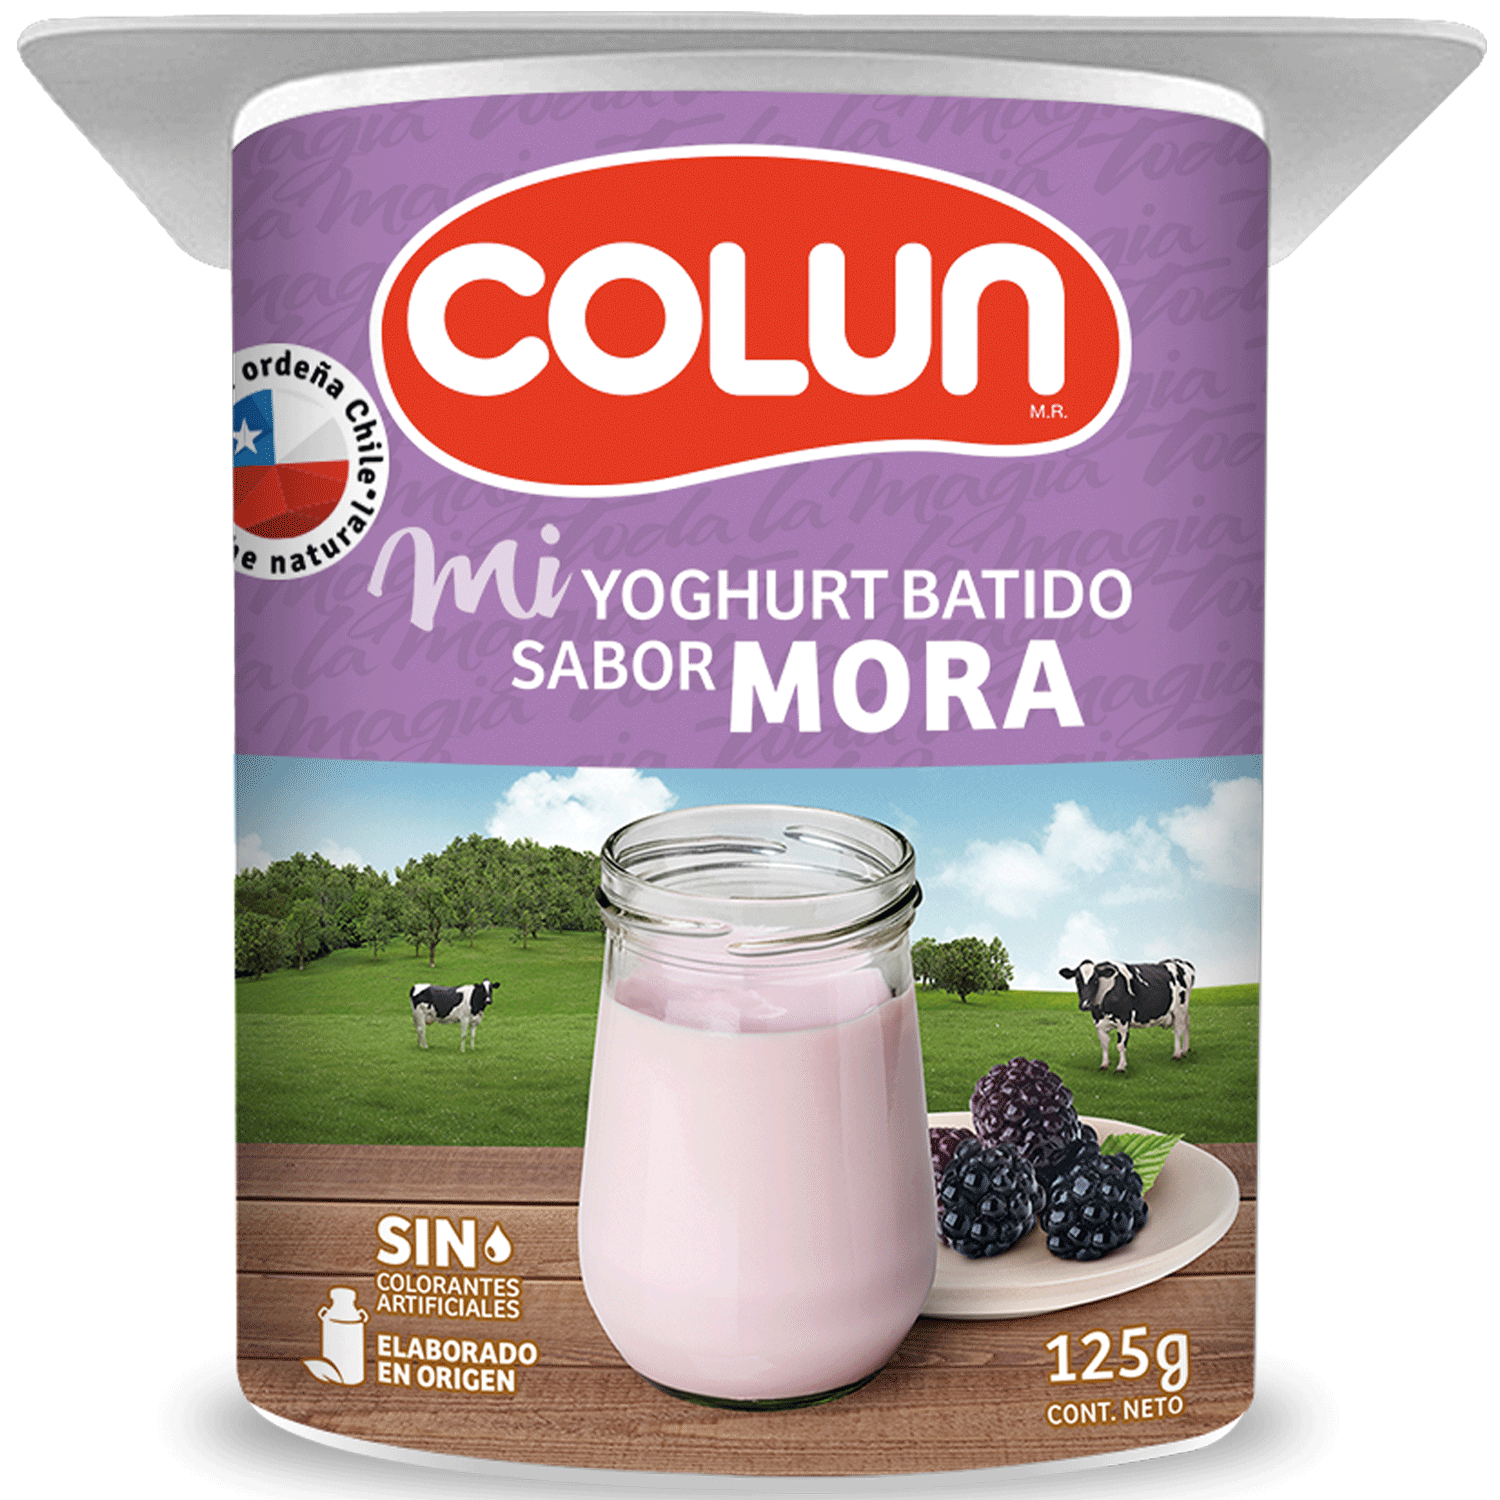 COLUN
M.R.
ordeña Chile
natural
Mi YOGHURT BATIDO
SABOR MORA
SIN
COLORANTES
ARTIFICIALES
ELABORADO
EN ORIGEN
125g
CONT. NETO